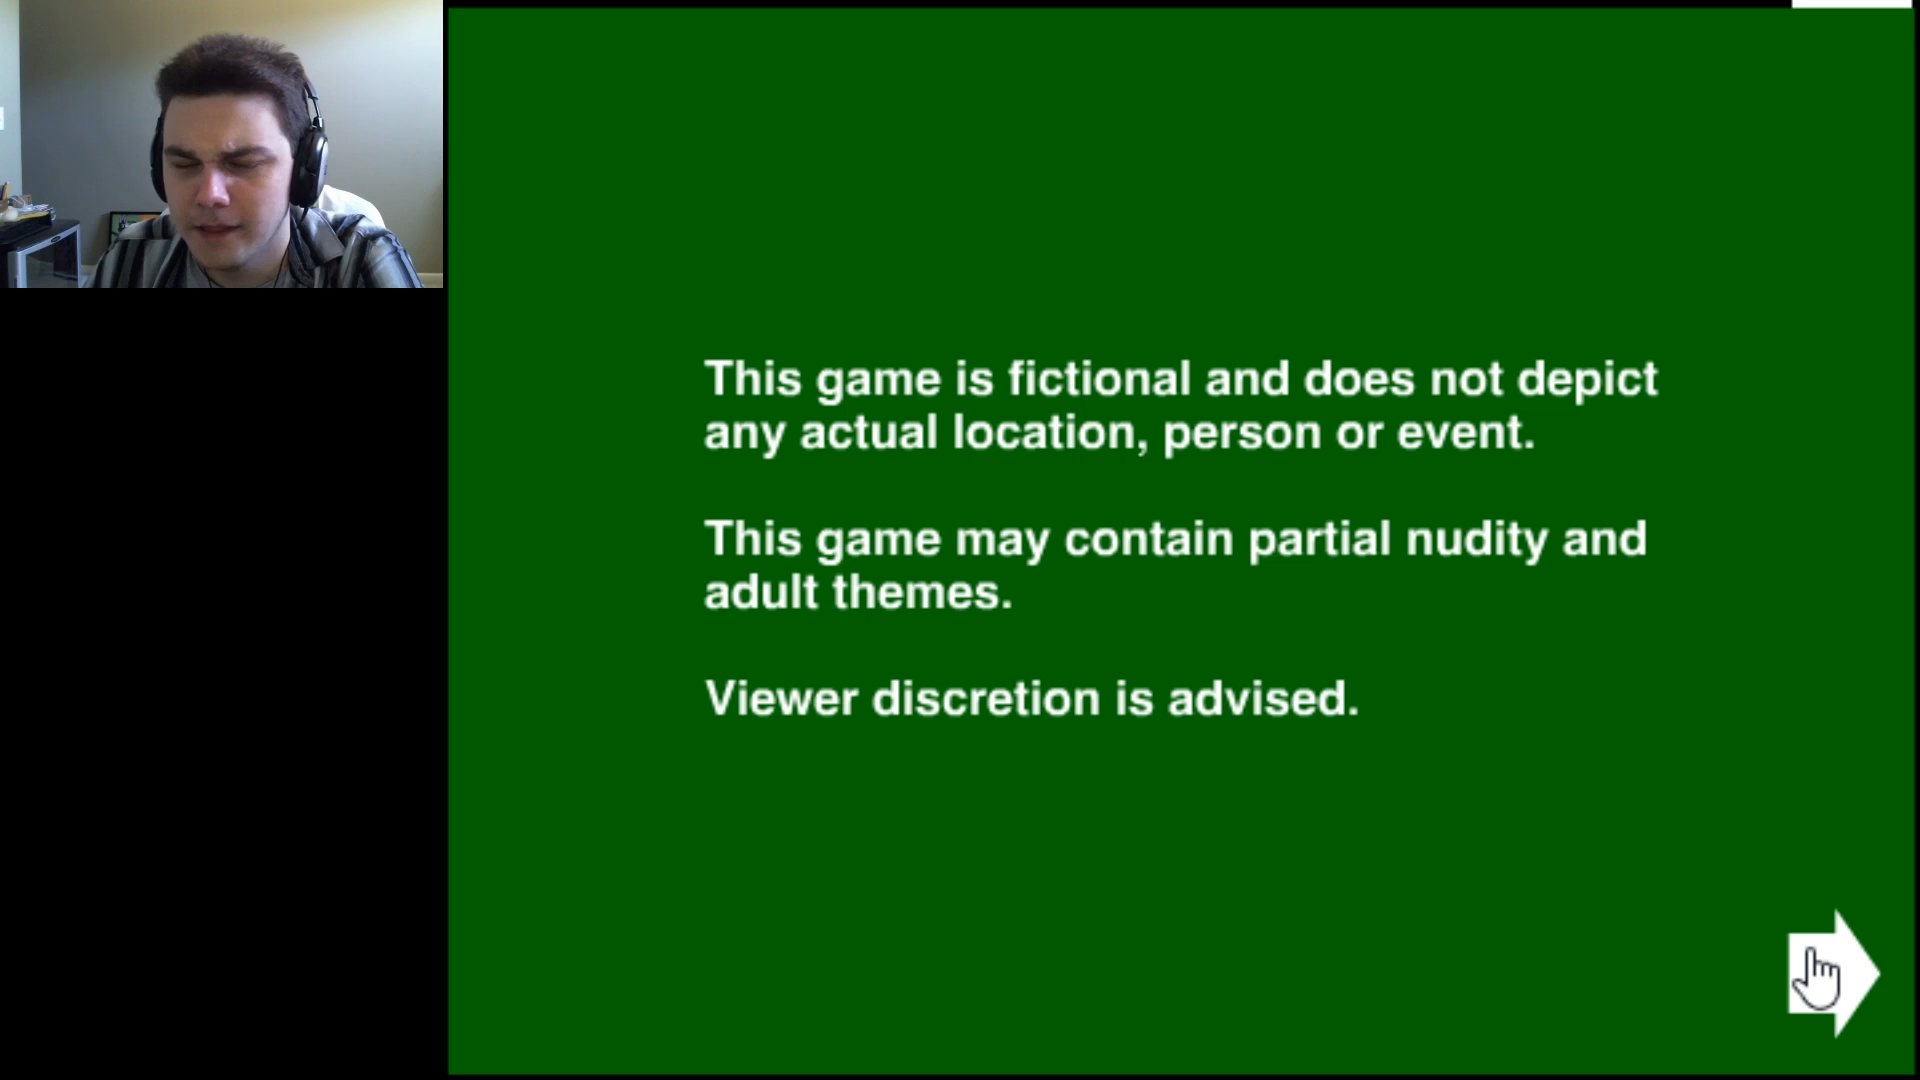 This game is fictional and does not depict
any actual location, person or event.
This game may contain partial nudity and
adult themes.
Viewer discretion is advised.